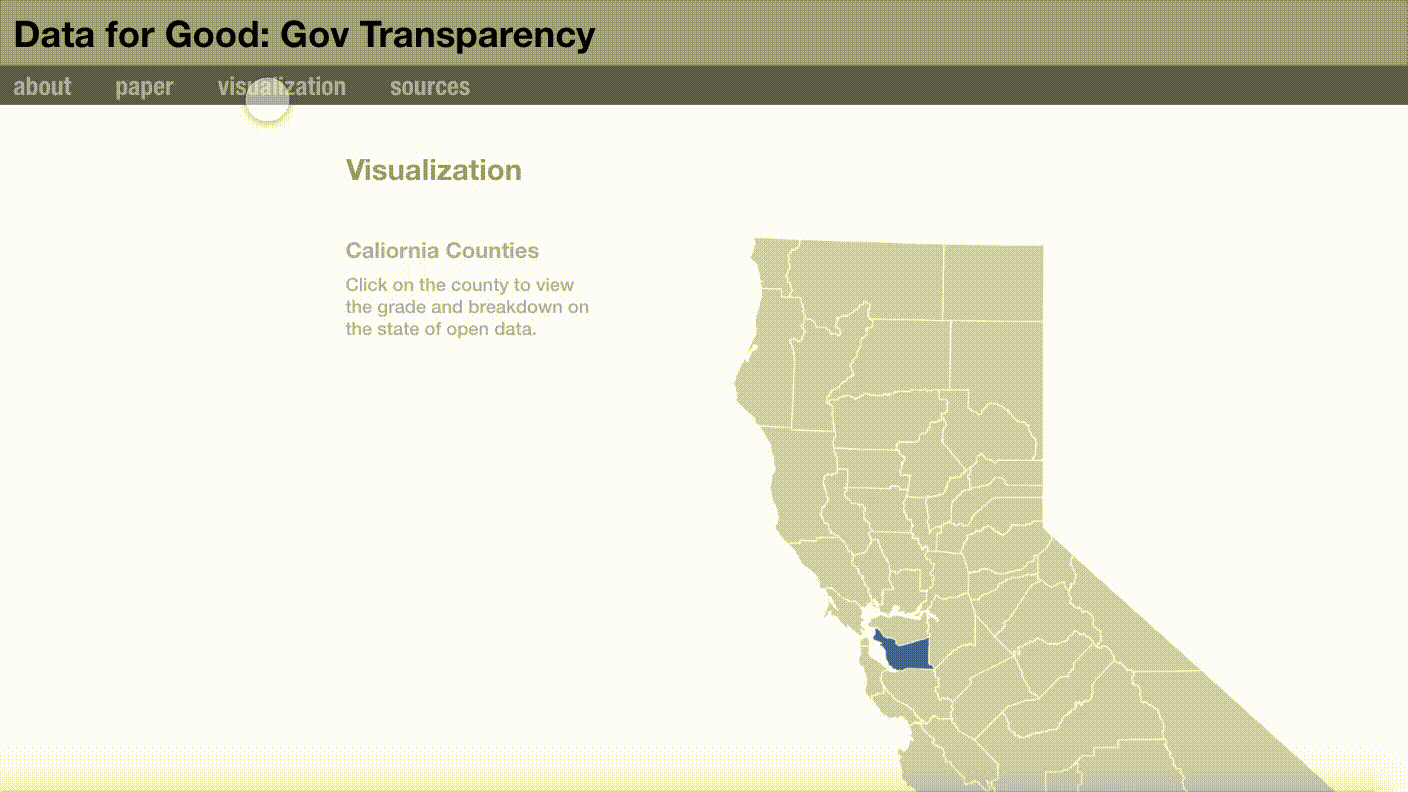 Data for Good: Gov Transparency
about paper visualization sources
Visualization
Caliornia Counties
Click on the county to view
the grade and breakdown on
the state of open data.